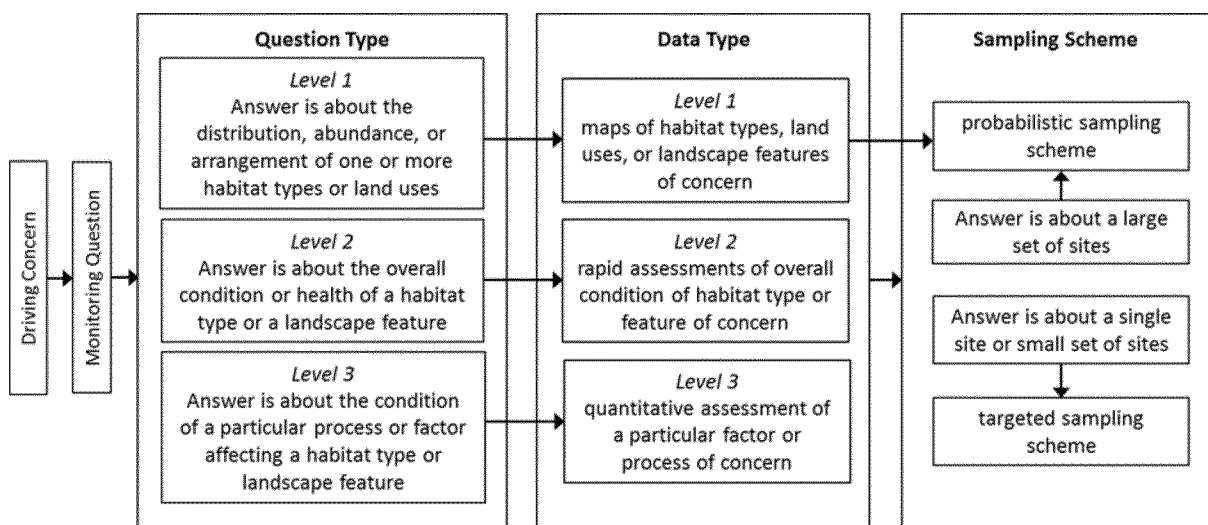 Driving Concern
Monitoring Question
Question Type
Level 1
Answer is about the
distribution, abundance, or
arrangement of one or more
habitat types or land uses
Level 2
Answer is about the overall
condition or health of a habitat
type or a landscape feature
Level 3
Answer is about the condition
of a particular process or factor
affecting a habitat type or
landscape feature
Data Type
Level 1
maps of habitat types, land
uses, or landscape features
of concern
Level 2
rapid assessments of overall
condition of habitat type or
feature of concern
Level 3
quantitative assessment of
a particular factor or
process of concern
Sampling Scheme
probabilistic sampling
scheme
Answer is about a large
set of sites
Answer is about a single
site or small set of sites
targeted sampling
scheme